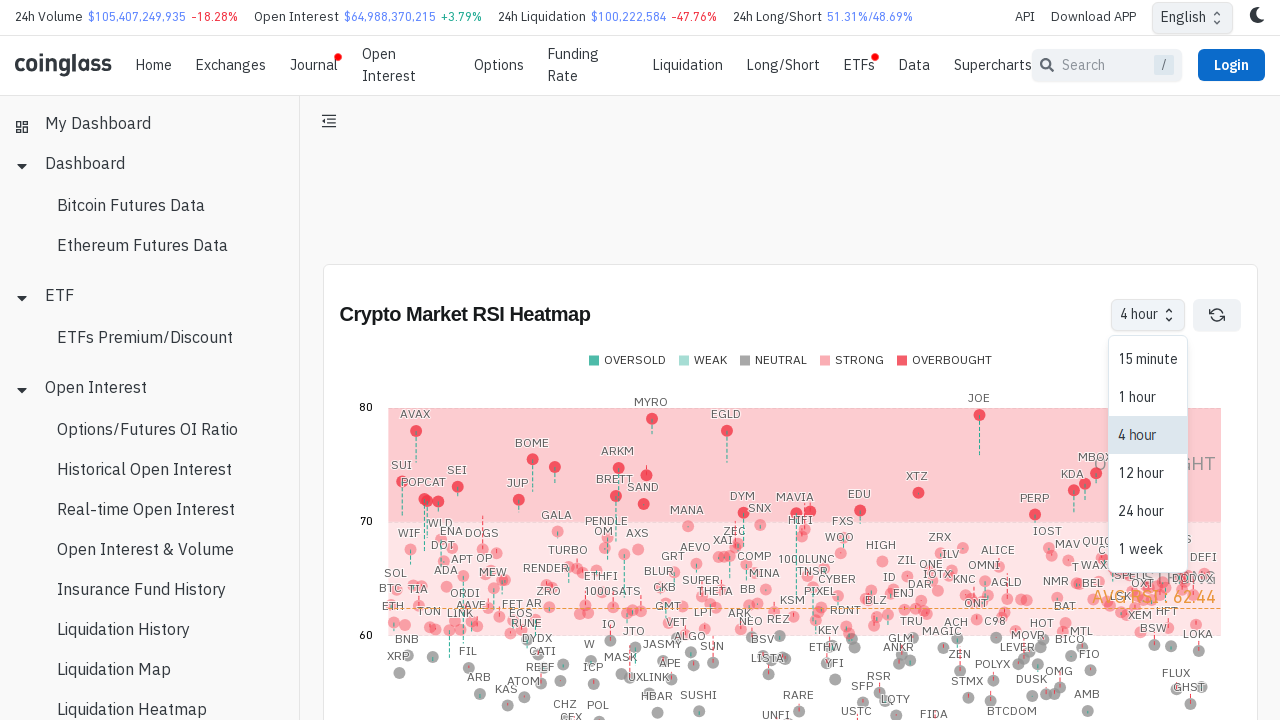 24h Volume $105,407,249,935 -18.28% Open Interest $64,988,370,215 +3.79% 24h Liquidation $100,222,584 -47.76% 24h Long/Short 51.31%/48.69% API Download APP English
coinglass Home Exchanges Journal Open Interest Options Funding Rate Liquidation Long/Short ETFs Data Supercharts Search / Login
My Dashboard
Dashboard
Bitcoin Futures Data
Ethereum Futures Data
ETF
ETFs Premium/Discount
Open Interest
Options/Futures OI Ratio
Historical Open Interest
Real-time Open Interest
Open Interest & Volume
Insurance Fund History
Liquidation History
Liquidation Map
Liquidation Heatmap
Crypto Market RSI Heatmap 4 hour
15 minute
1 hour
4 hour
12 hour
24 hour
1 week
OVERSOLD WEAK NEUTRAL STRONG OVERBOUGHT
80
MYRO JOE
AVAX EGLD
BOME
ARKM
SUI SEI BRETT XTZ KDA MBOX
POPCAT JUP SAND
DYM MAVIA EDU PERP
SNX
70
WLD GALA PENDLE MANA HIFI FXS
WIF ENA DOGS OM AXS ZEC WOO ZRX IOST
DOT TURBO AEVO XAI HIGH ALICE MAV
APT OP GRT COMP 1000LUNC ZIL ILV DEFI
SOL ADA MEW RENDER ETHFI BLUR MINA TNSR CYBER ID ONE IOTX OMNI WAX
BTC TIA ORDI ZRO 1000SATS CKB SUPER THETA BB PIXEL DAR KNC AGLD NMR BEL
ETH TON AAVE FET AR GMT KSM BLZ ENJ ONT BAT
LINK EOS LPT ARK RDNT HFT
RUNE IO VET NEO REZ TRU ACH C98 HOT XEM
60
BNB DYDX JTO ALGO BSV KEY GLM MAGIC MOVR MTL BSW LOKA
XRP FIL CATI W MASK JASMY SUN ETHW ANKR ZEN LEVER BICO FIO
REEF ICP APE LISTA YFI POLYX
ARB ATOM UXLINK RSR STMX DUSK OMG FLUX
KAS HBAR SUSHI RARE SFP LQTY AMB GHST
CHZ POL UNFI USTC FIDA BTCDOM